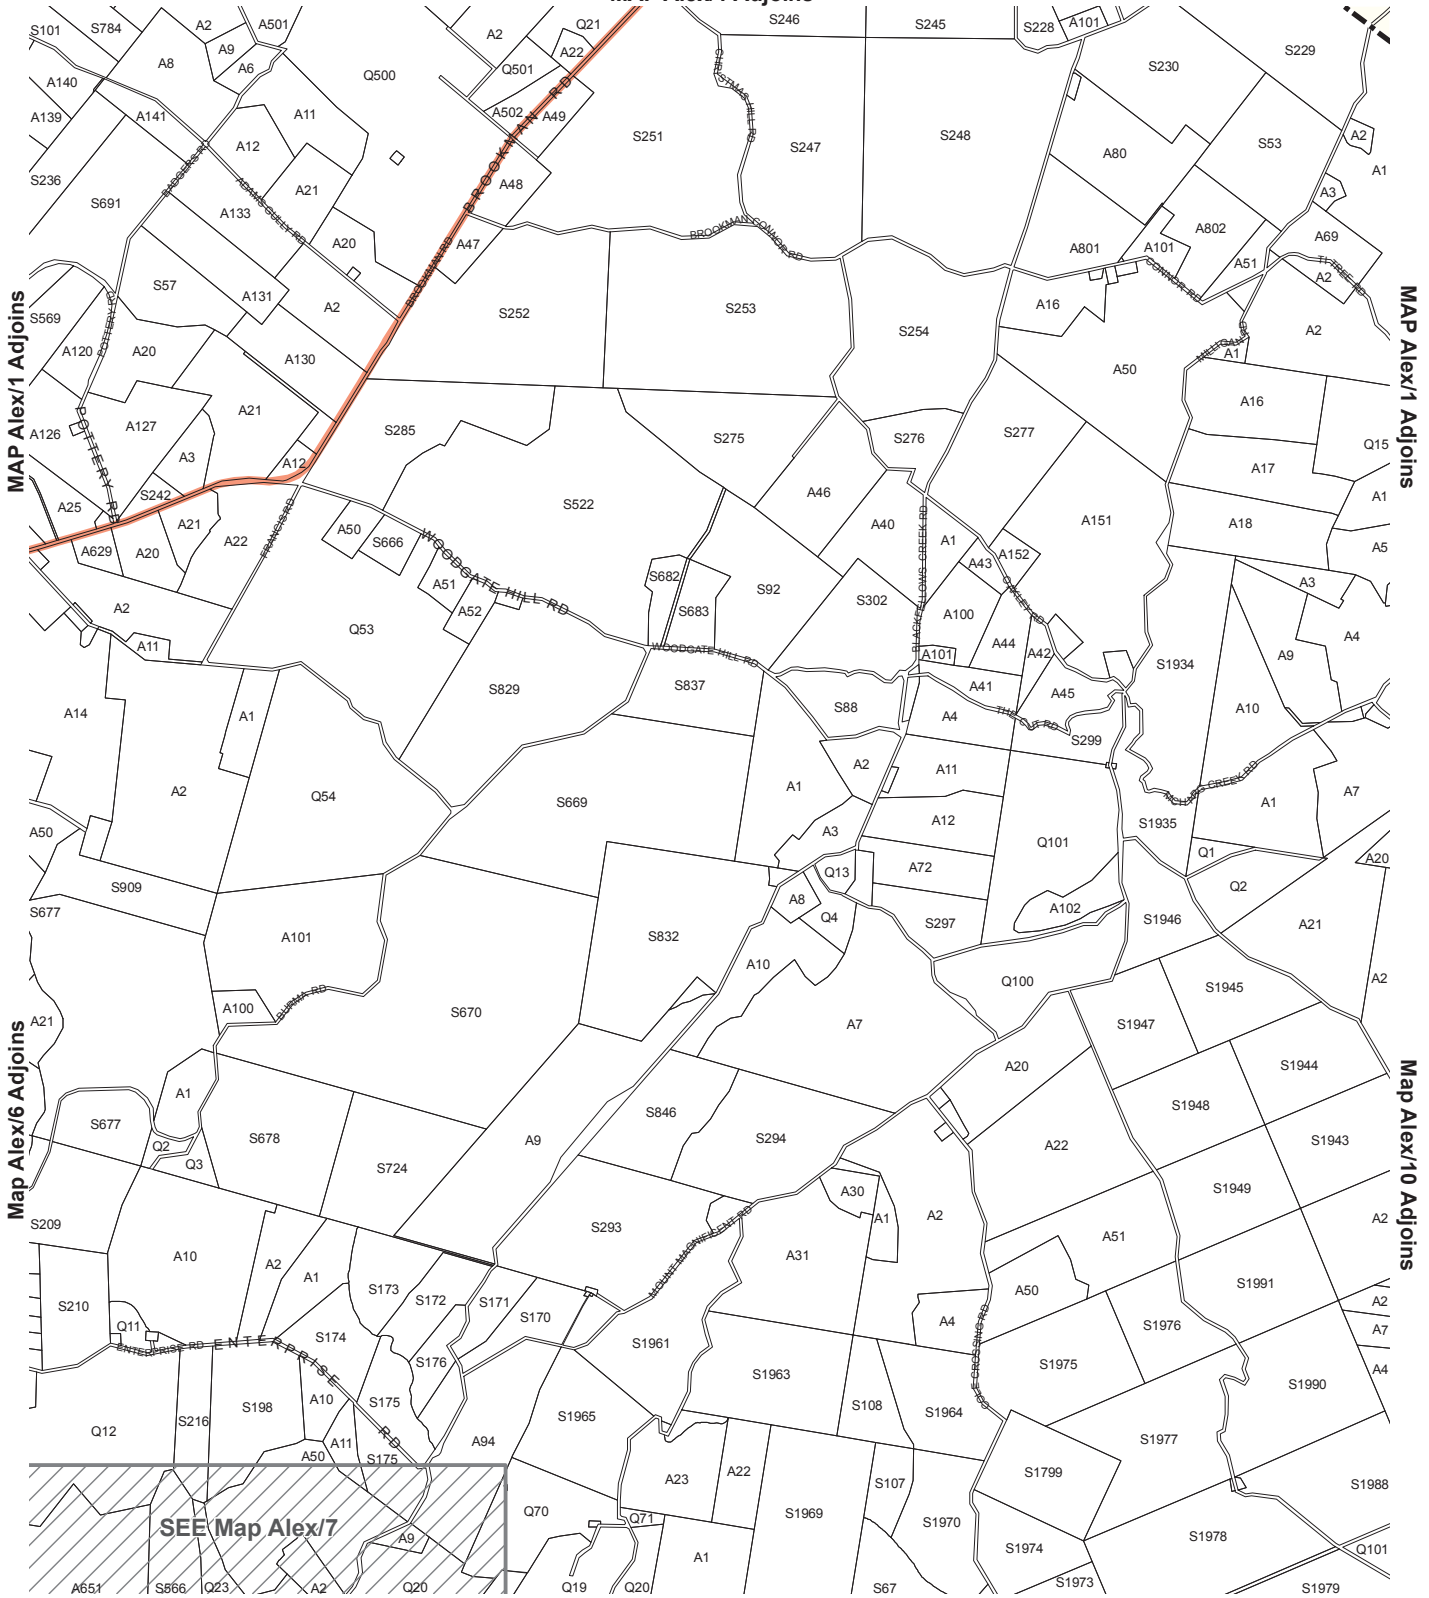 MAP Alex/1 Adjoins
S246
S245
S228
A101
S101
S784
A2
A501
A9
A6
A8
A140
A139
A141
Q500
A2
Q21
A22
Q501
A502
A49
BROOKMAN RD
CHRISTMAS HILL RD
S251
S247
S248
S230
S229
S53
A80
A2
A1
A3
A11
A12
A21
A48
S236
S691
BADGERS RD
ADAMS GULLY RD
A133
A20
A47
BROOKMAN RD
BROOKMAN CONNOR RD
A801
A101
A802
A51
A69
A2
TI TREE RD
CONNOR RD
S57
A131
A2
S252
S253
S254
A16
A50
A2
S569
A120
A20
POTTERY RD
A130
HILLIGAN
A1
A16
MAP Alex/1 Adjoins
MAP Alex/1 Adjoins
A126
A127
A21
A3
A12
S285
S275
S276
S277
Q15
A17
A1
POTTERY RD
S242
A25
A21
A22
A629
A20
FRANCIS RD
A50
S666
S522
A46
A40
A151
A18
A5
WOODGATE HILL RD
A51
A52
S682
S683
S92
S302
BLACKFELLOWS CREEK RD
A1
A43
A152
A100
OAKLEY RD
A44
A42
A101
A3
A4
A9
A2
A11
Q53
S829
WOODGATE HILL RD
S837
S88
A41
A45
S1934
A14
A1
A4
S299
A10
A2
Q54
S669
A1
A2
A11
A12
A3
S1935
MCHARG CREEK RD
A1
A7
A50
Q101
Q1
Q2
A20
S909
S677
A101
S832
A8
Q13
Q4
A72
S297
A102
S1946
A21
A10
A2
Q100
S1945
A100
BURMA RD
S670
A7
S1947
A21
A20
S1944
A1
S846
S294
S1948
S677
Q2
Q3
S678
A9
S724
A22
S1943
Map Alex/6 Adjoins
Map Alex/10 Adjoins
S1949
A30
A1
A2
S293
MOUNT MAGNIFICENT RD
A31
A51
A2
S209
A10
A2
A1
S173
S172
S171
S170
S174
S176
A50
S1991
A2
A7
A4
S210
Q11
ENTERPRISE RD
ENTERPRISE RD
S1961
A4
S1976
S1975
S1963
S1990
Q12
S216
S198
A10
A11
A50
S175
S175
A94
S1965
S108
S1964
S1977
A23
A22
S1799
S107
S1988
SEE Map Alex/7
Q70
Q71
S1969
S1970
S1974
S1978
Q101
A9
A1
A651
S566
Q23
A2
Q20
Q19
Q20
S67
S1973
S1979